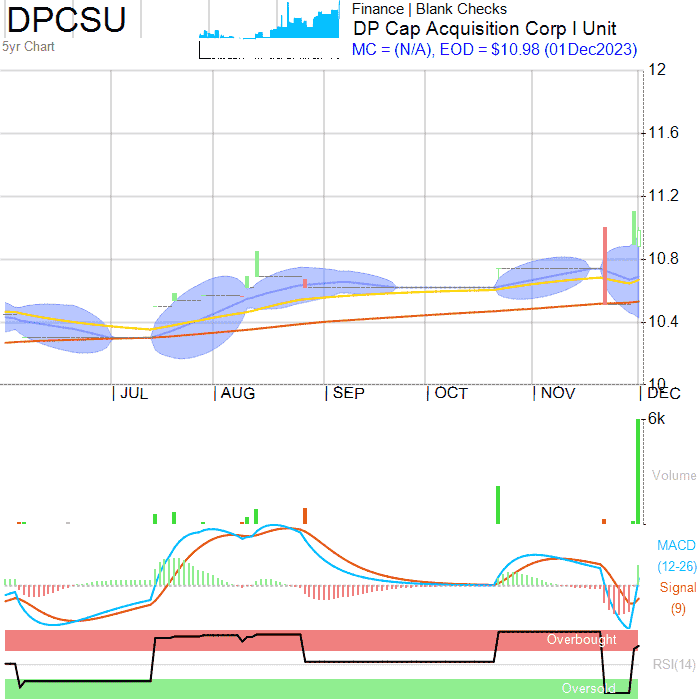 DPCSU
5yr Chart
Finance | Blank Checks
DP Cap Acquisition Corp I Unit
MC = (N/A), EOD = $10.98 (01Dec2023)
12
11.6
11.2
10.8
10.4
10
JUL AUG SEP OCT NOV DEC
6k
Volume
MACD
(12-26)
Signal
(9)
Overbought
RSI(14)
Oversold